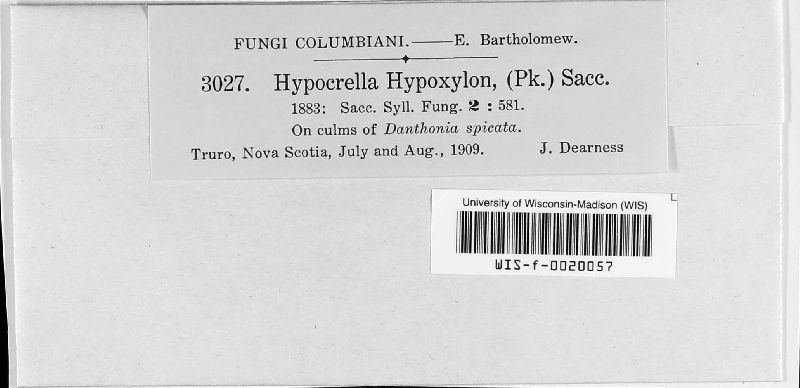 FUNGI COLUMBIANI.——E. Bartholomew.
3027. Hypocrella Hypoxylon, (Pk.) Sacc.
1883: Sacc. Syll. Fung. 2 : 581.
On culms of Danthonia spicata.
Truro, Nova Scotia, July and Aug., 1909. J. Dearness
University of Wisconsin-Madison (WIS)
WIS-f-0020057